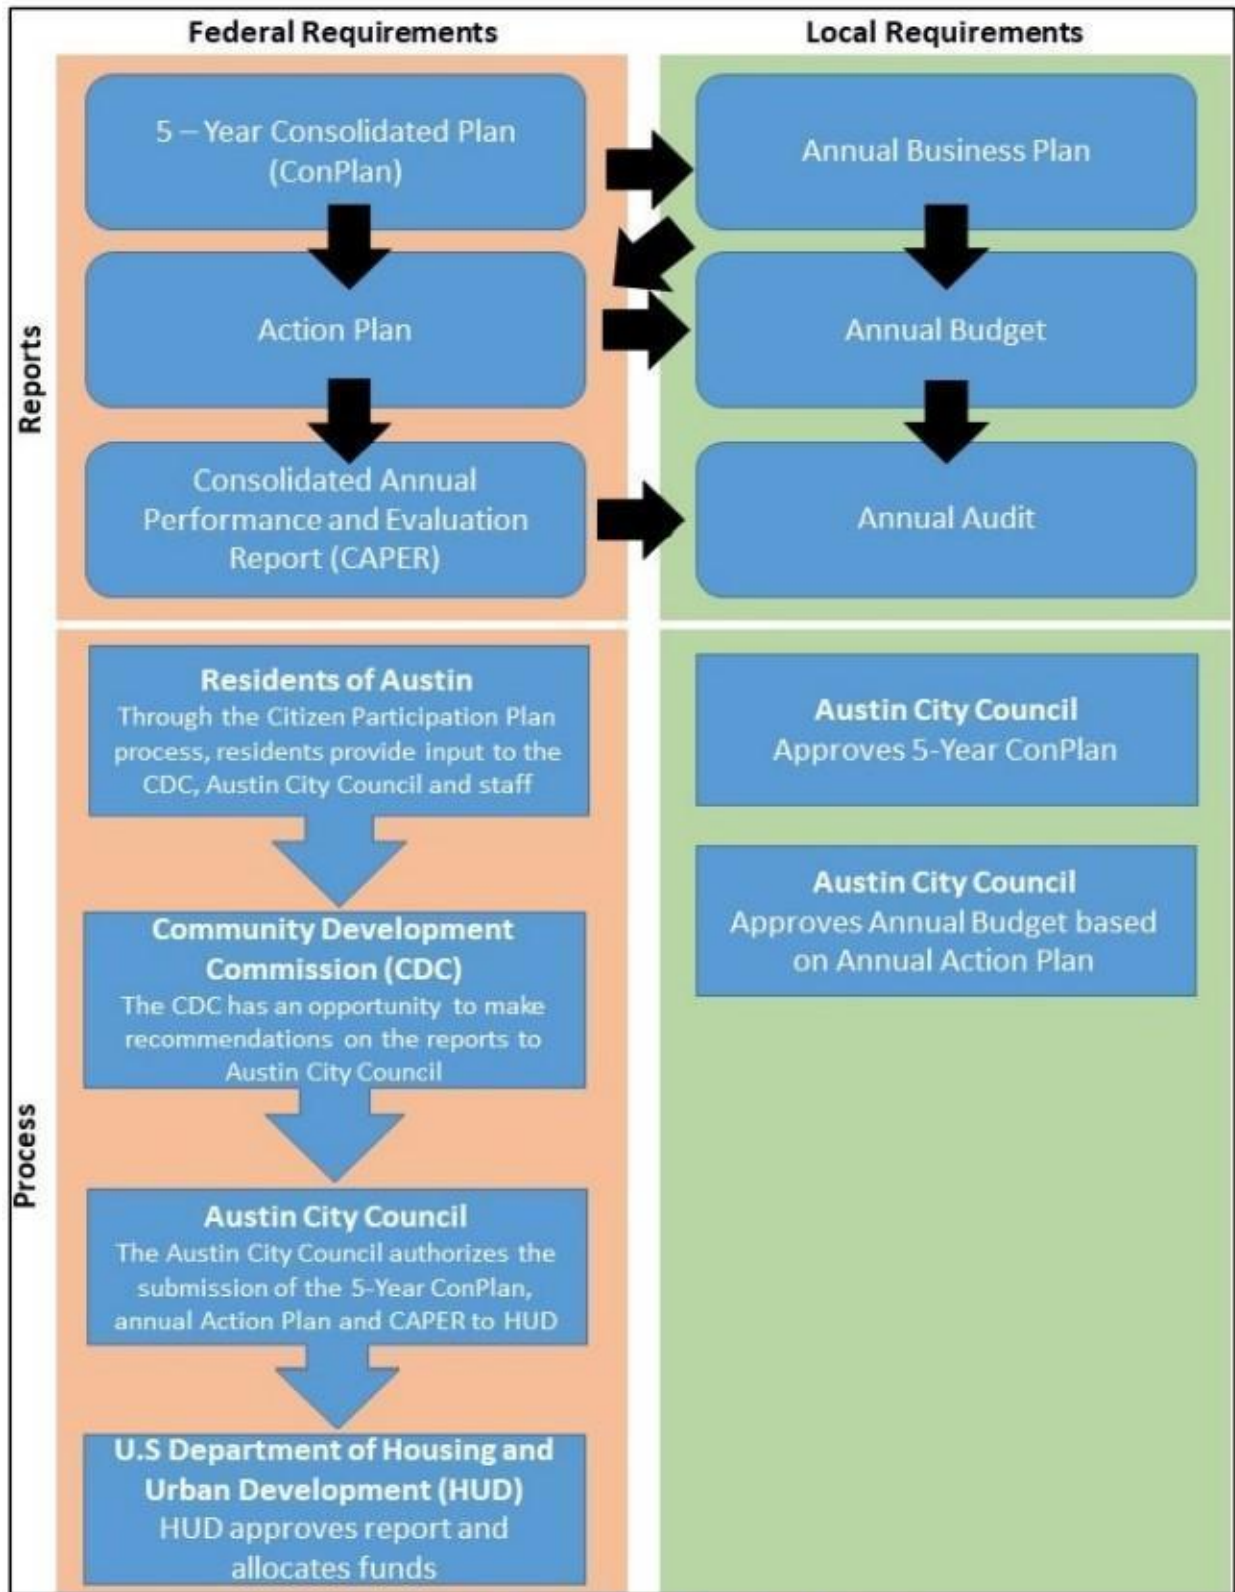 Federal Requirements
Local Requirements
Reports
5 – Year Consolidated Plan
(ConPlan)
Annual Business Plan
Action Plan
Annual Budget
Consolidated Annual
Performance and Evaluation
Report (CAPER)
Annual Audit
Process
Residents of Austin
Through the Citizen Participation Plan
process, residents provide input to the
CDC, Austin City Council and staff
Community Development
Commission (CDC)
The CDC has an opportunity to make
recommendations on the reports to
Austin City Council
Austin City Council
The Austin City Council authorizes the
submission of the 5-Year ConPlan,
annual Action Plan and CAPER to HUD
U.S Department of Housing and
Urban Development (HUD)
HUD approves report and
allocates funds
Austin City Council
Approves 5-Year ConPlan
Austin City Council
Approves Annual Budget based
on Annual Action Plan